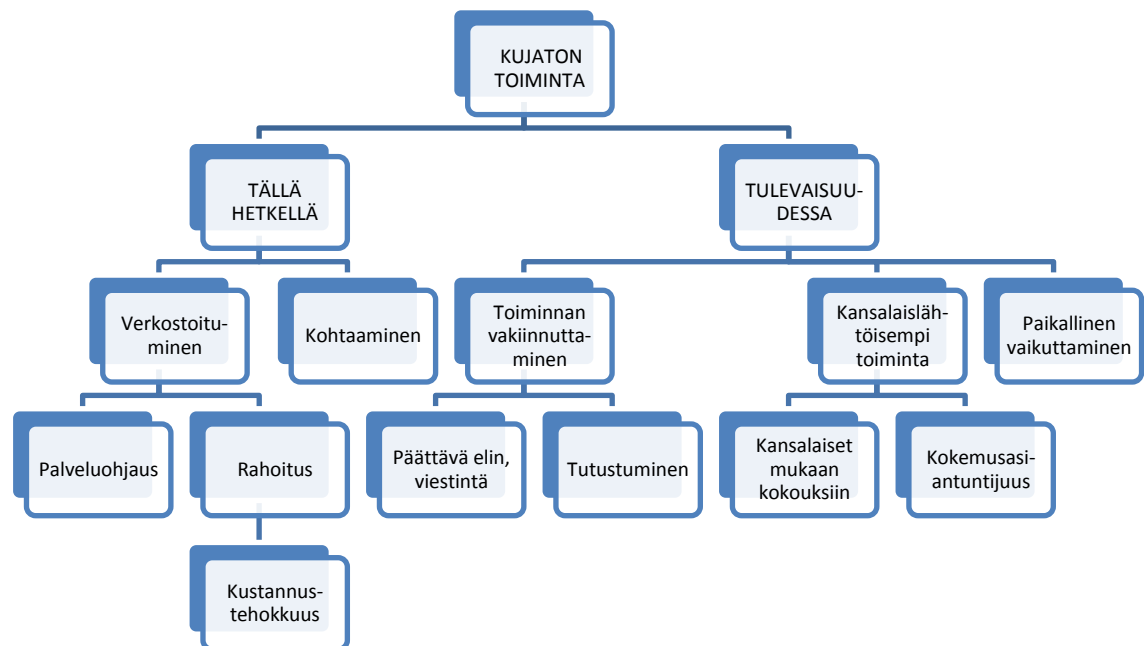 KUJATON
TOIMINTA
TÄLLÄ
HETKELLÄ
TULEVAISUU-
DESSA
Verkostoitu-
minen
Kohtaaminen
Toiminnan
vakiinnutta-
minen
Kansalaisläh-
töisempi
toiminta
Paikallinen
vaikuttaminen
Palveluohjaus
Rahoitus
Päättävä elin,
viestintä
Tutustuminen
Kansalaiset
mukaan
kokouksiin
Kokemusasi-
antuntijuus
Kustannus-
tehokkuus